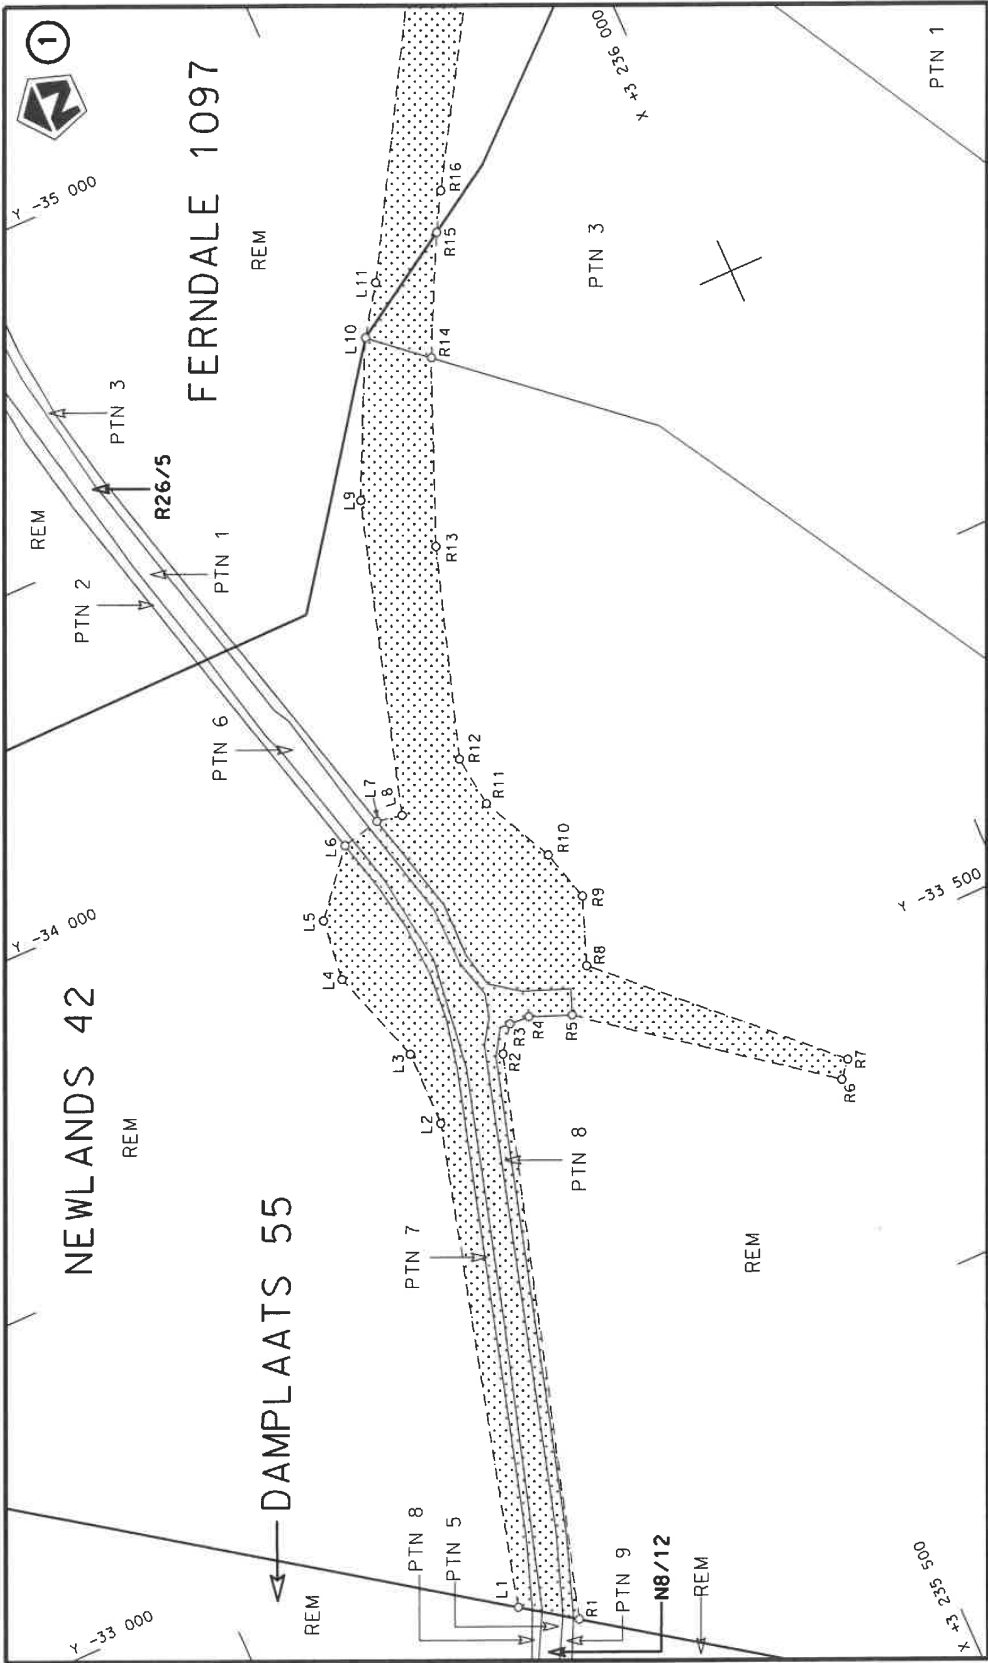 1
N
Y -35 000
FERNDALE 1097
REM
X +3 236 000
PTN 1
R16
R15
PTN 3
L11
L10
R14
PTN 3
R26/5
REM
PTN 1
PTN 2
L9
R13
PTN 6
L7
L8
R12
R11
L6
R10
R9
Y -33 500
L5
L4
R8
Y -34 000
NEWLANDS 42
REM
L3
R2
R3
R4
R5
R6
R7
L2
PTN 8
PTN 7
REM
DAMPLAATS 55
REM
Y -33 000
PTN 8
PTN 5
L1
R1
PTN 9
N8/12
REM
X +3 235 500